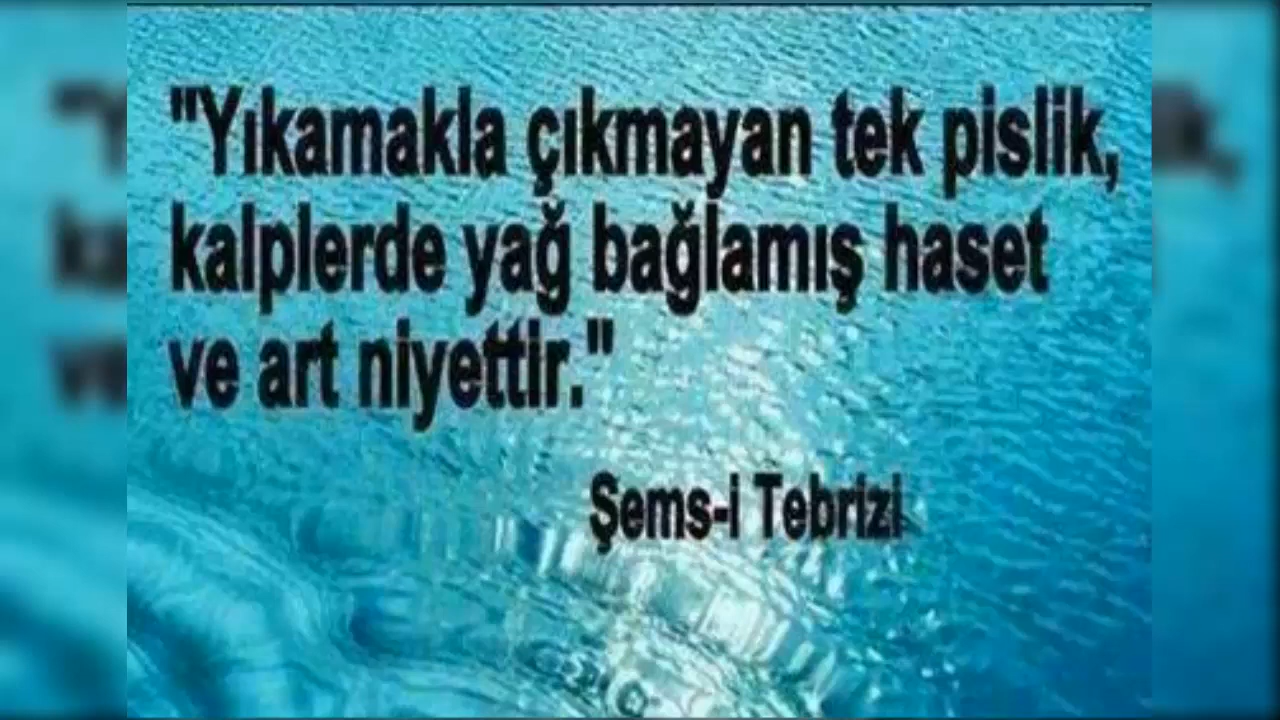 "Yıkamakla çıkmayan tek pislik,
kalplerde yağ bağlamış haset
ve art niyettir."
Şems-i Tebrizi